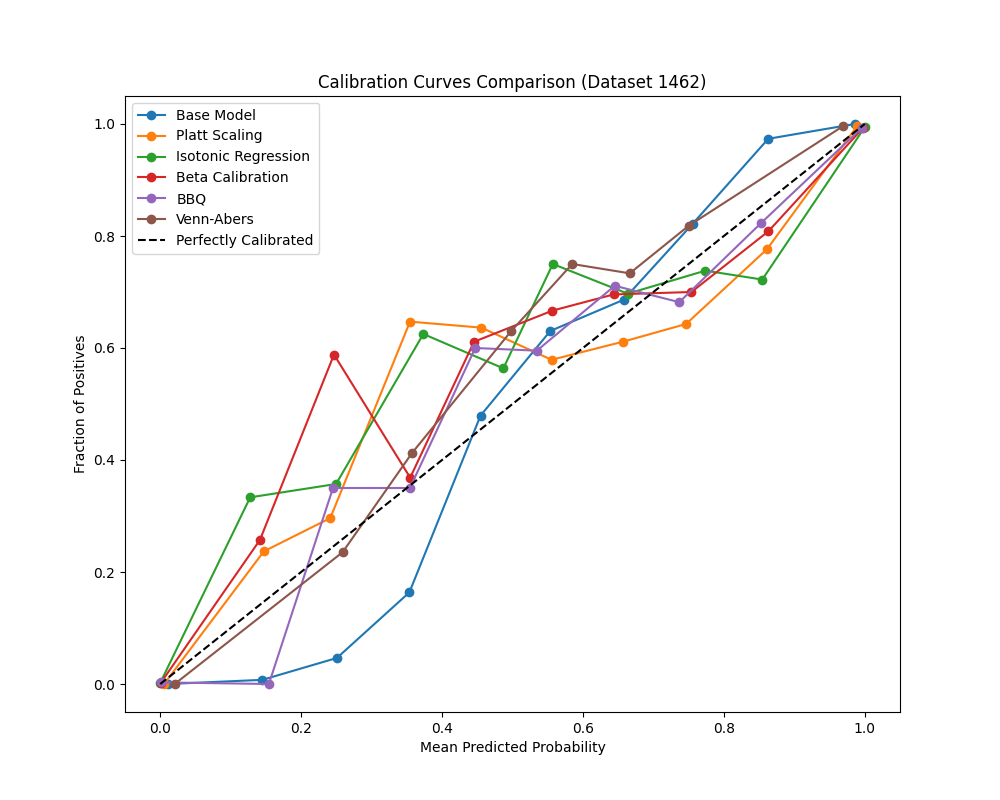 Calibration Curves Comparison (Dataset 1462)
Base Model
Platt Scaling
Isotonic Regression
Beta Calibration
BBQ
Venn-Abers
Perfectly Calibrated
Fraction of Positives
1.0
0.8
0.6
0.4
0.2
0.0
0.0 0.2 0.4 0.6 0.8 1.0
Mean Predicted Probability